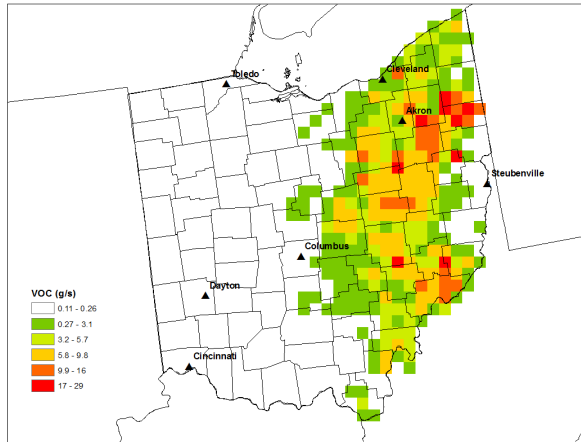 Toledo
Cleveland
Akron
Steubenville
Columbus
Dayton
Cincinnati
VOC (g/s)
0.11 - 0.26
0.27 - 3.1
3.2 - 5.7
5.8 - 9.8
9.9 - 16
17 - 29